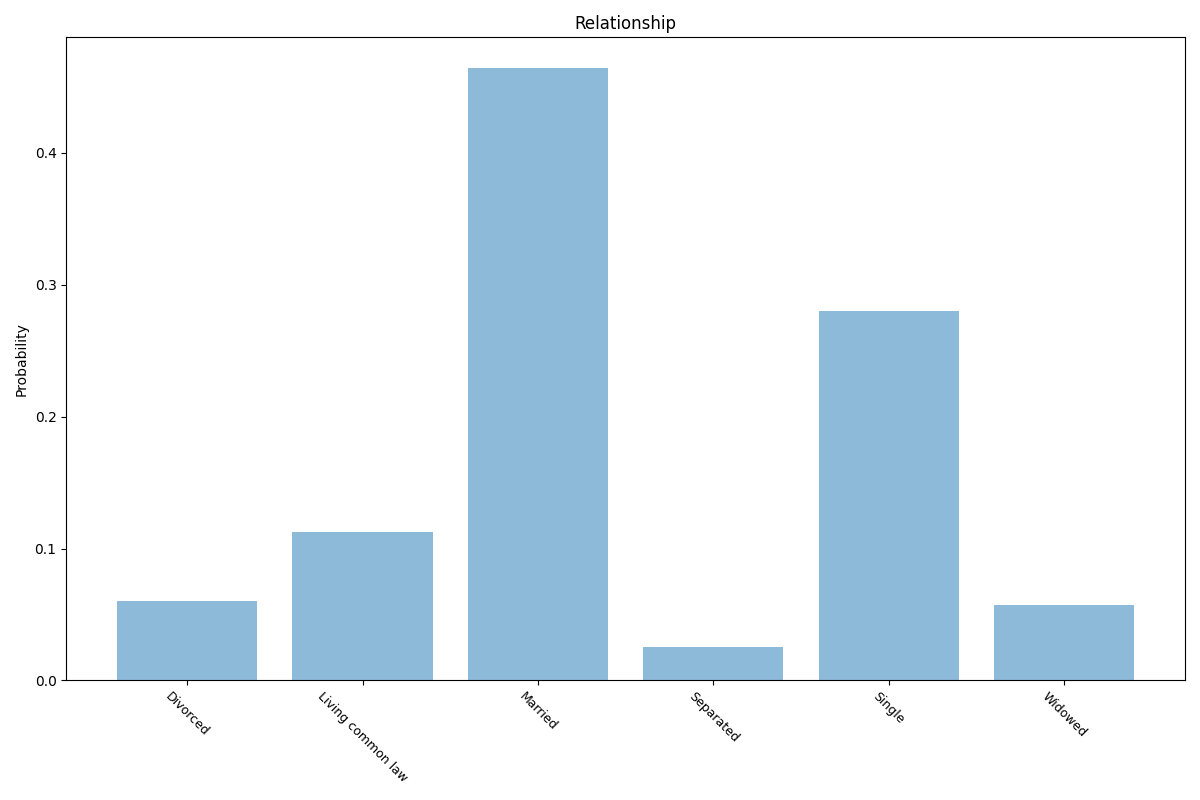 Relationship
Probability
0.4
0.3
0.2
0.1
0.0
Divorced
Living common law
Married
Separated
Single
Widowed